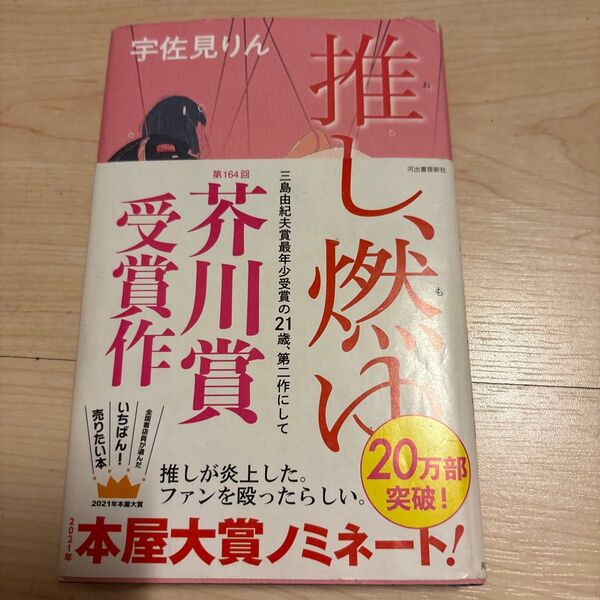 宇佐見りん
推し、燃ゆ
お
も
河出書房新社
三島由紀夫賞最年少受賞の21歳、第二作にして
第164回
芥川賞
受賞作
全国書店員が選んだ
いちばん!
売りたい本
2021年本屋大賞
推しが炎上した。
ファンを殴ったらしい。
20万部
突破!
2021年
本屋大賞ノミネート!